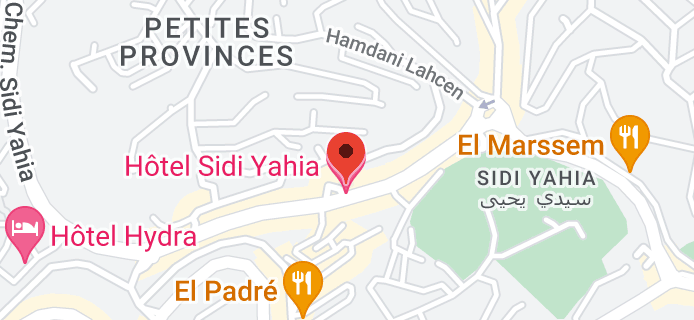 PETITES
PROVINCES
Hamdani Lahcen
Chem. Sidi Yahia
El Marssem
Hôtel Sidi Yahia
SIDI YAHIA
سيدي يحيى
Hôtel Hydra
El Padré